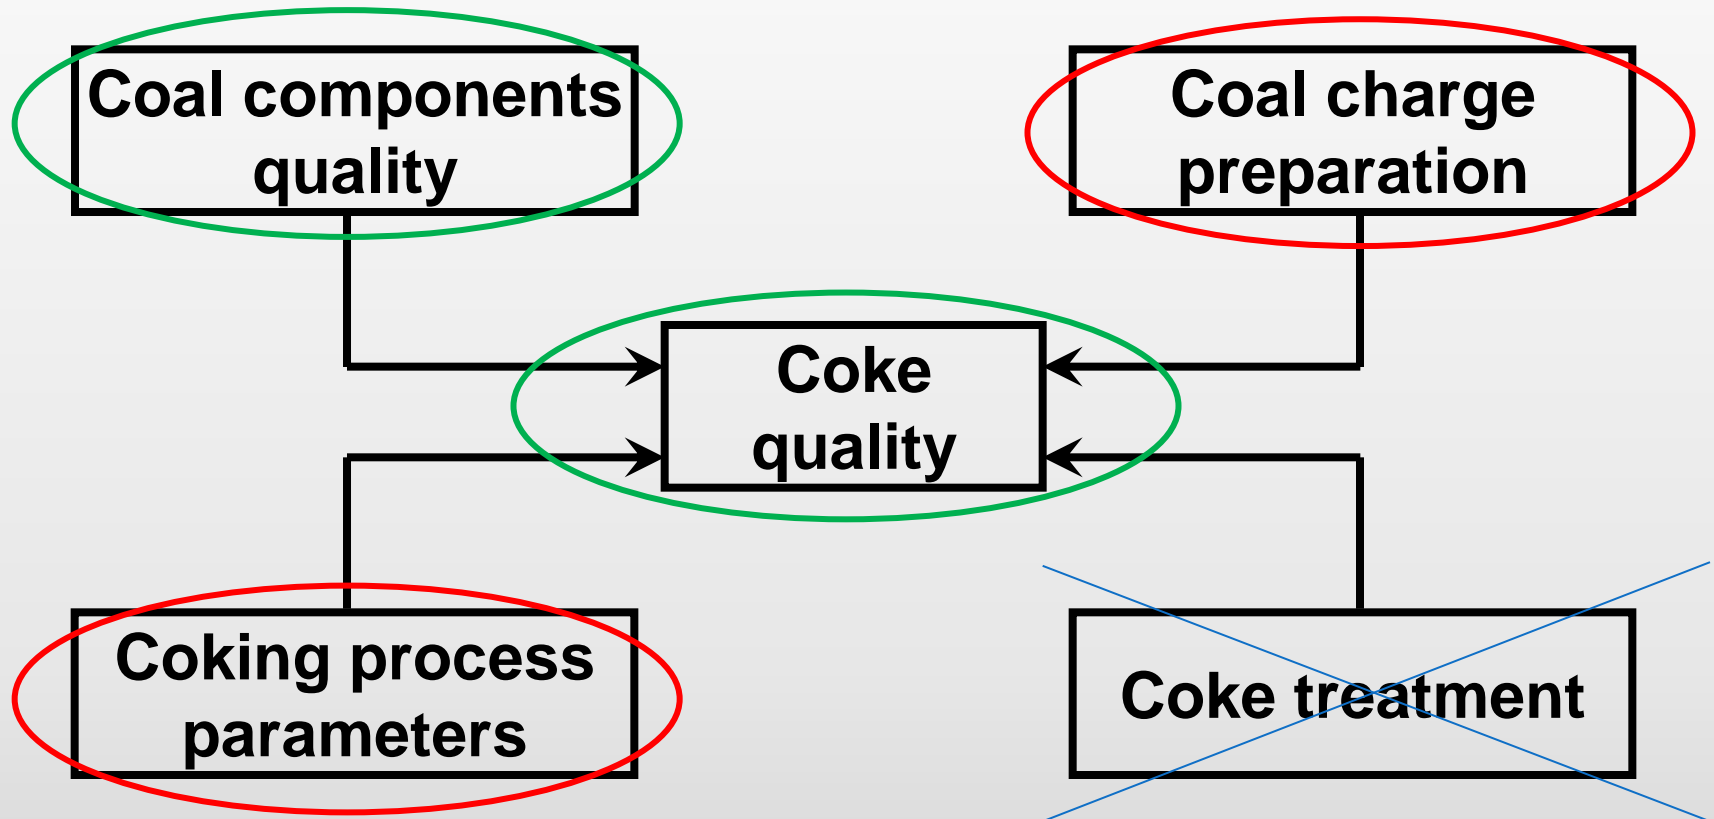 Coal components
quality
Coal charge
preparation
Coke
quality
Coking process
parameters
Coke treatment